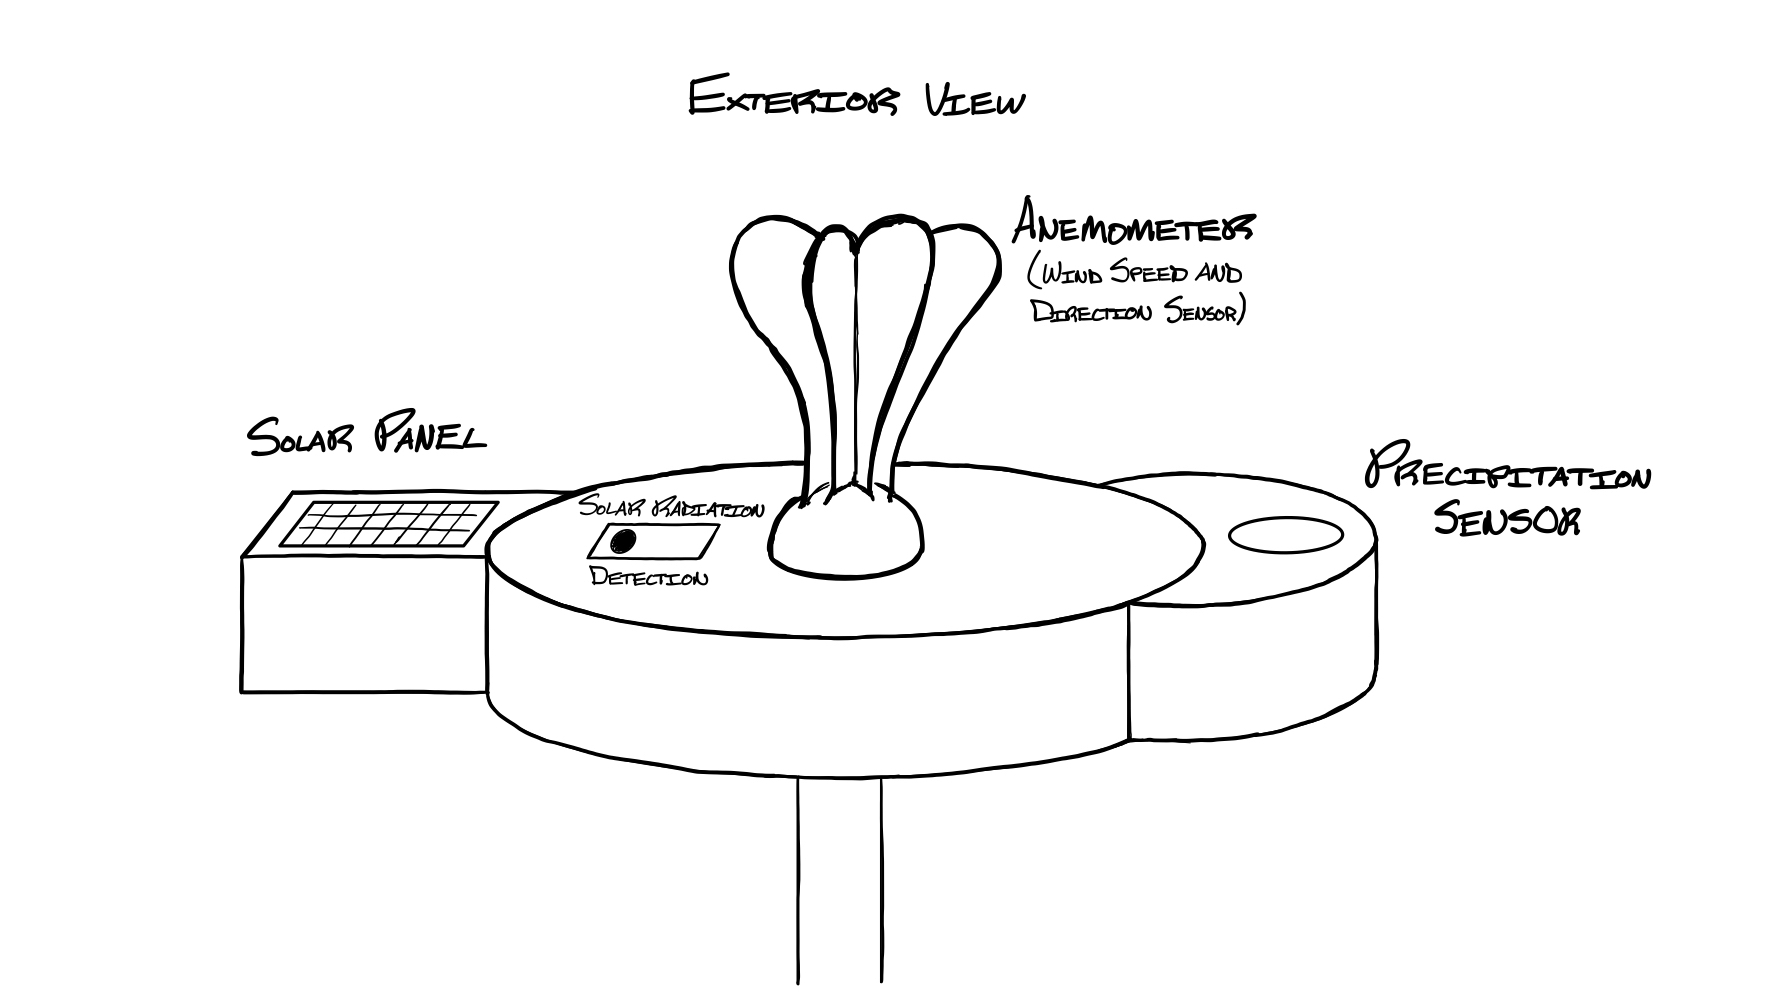 Exterior View
Anemometer
(Wind Speed and
Direction Sensor)
Solar Panel
Precipitation
Sensor
Solar Radiation
Detection